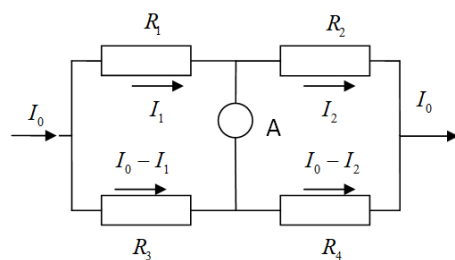 R₁ R₂
I₀ I₁ A I₂ I₀
I₀ − I₁ I₀ − I₂
R₃ R₄